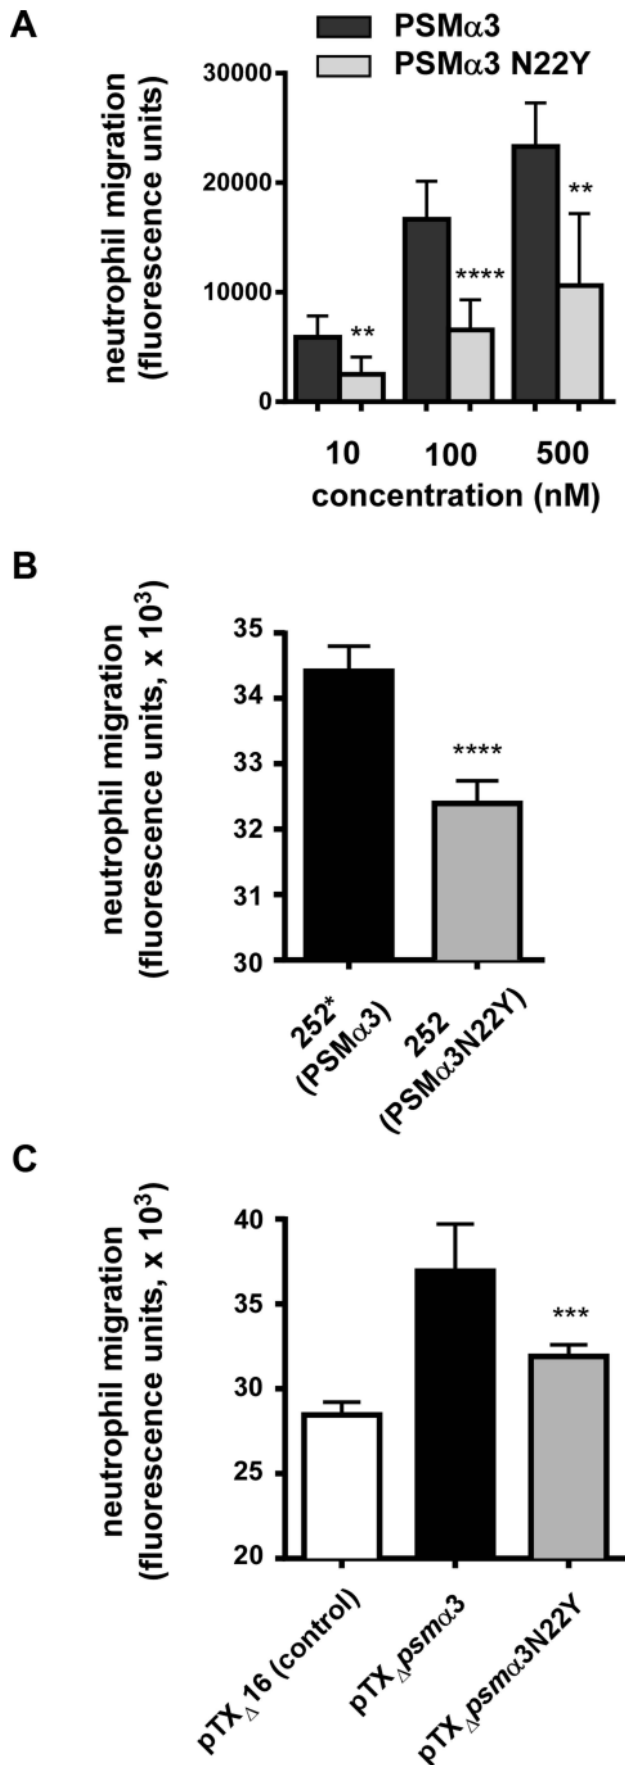 A
PSMα3
PSMα3 N22Y
neutrophil migration
(fluorescence units)
30000
20000
10000
0
**
****
**
10 100 500
concentration (nM)
B
neutrophil migration
(fluorescence units, x 10³)
35
34
33
32
31
30
****
252*
(PSMα3)
252
(PSMα3N22Y)
C
neutrophil migration
(fluorescence units, x 10³)
40
35
30
25
20
***
pTXΔ16 (control)
pTXΔpsmα3
pTXΔpsmα3N22Y